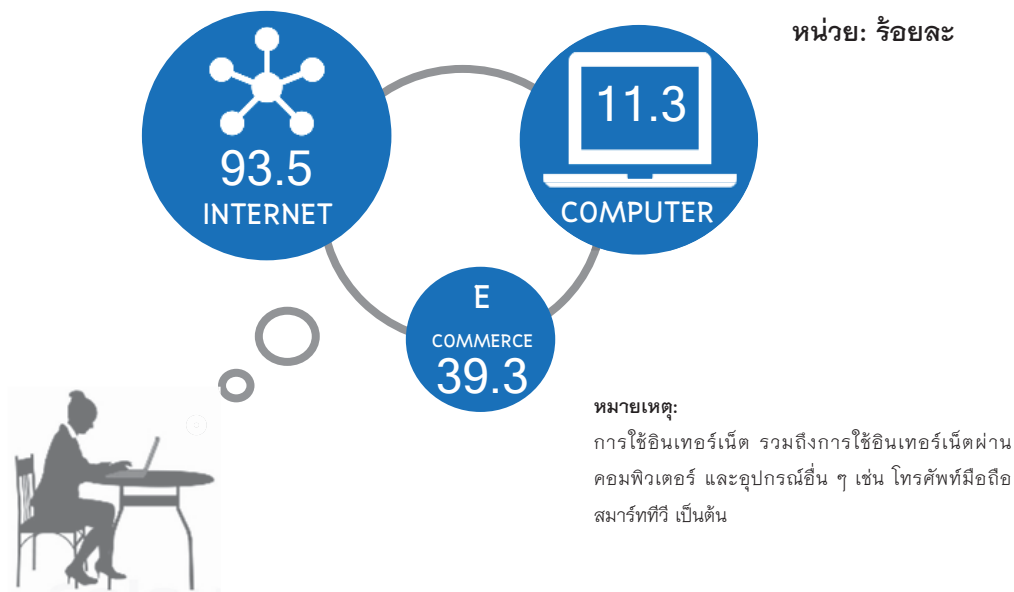 หน่วย: ร้อยละ
93.5
INTERNET
11.3
COMPUTER
E
COMMERCE
39.3
หมายเหตุ:
การใช้อินเทอร์เน็ต รวมถึงการใช้อินเทอร์เน็ตผ่าน
คอมพิวเตอร์ และอุปกรณ์อื่น ๆ เช่น โทรศัพท์มือถือ
สมาร์ททีวี เป็นต้น